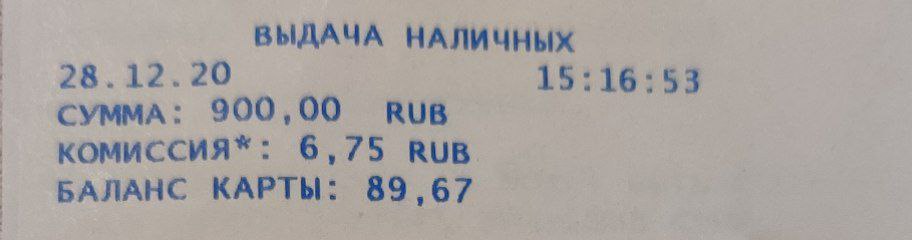 ВЫДАЧА НАЛИЧНЫХ
28.12.20 15:16:53
СУММА: 900,00 RUB
КОМИССИЯ*: 6,75 RUB
БАЛАНС КАРТЫ: 89,67